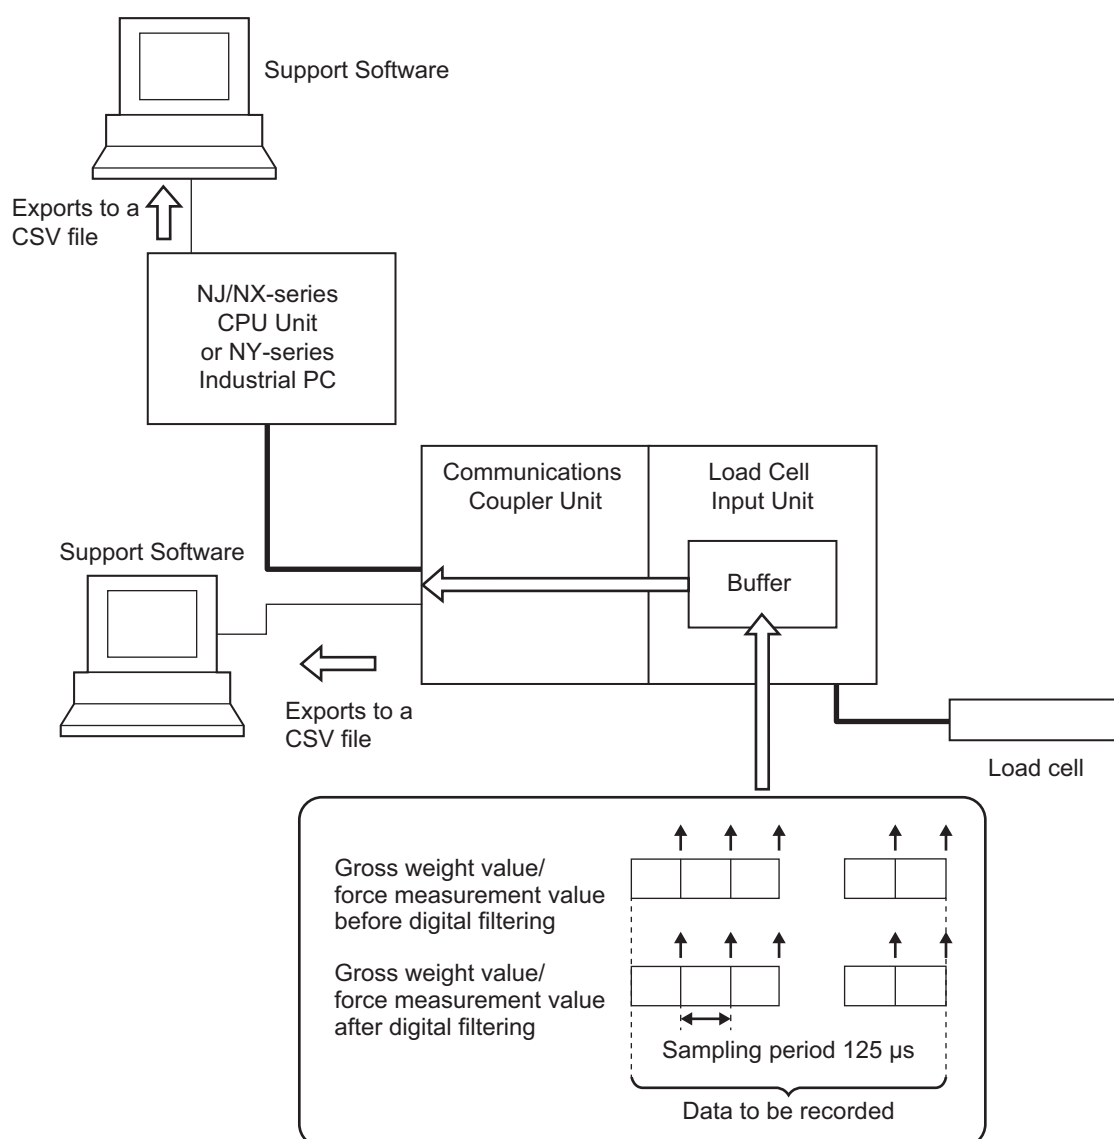 Support Software
Exports to a
CSV file
NJ/NX-series
CPU Unit
or NY-series
Industrial PC
Communications
Coupler Unit
Load Cell
Input Unit
Buffer
Support Software
Exports to a
CSV file
Load cell
Gross weight value/
force measurement value
before digital filtering
Gross weight value/
force measurement value
after digital filtering
Sampling period 125 µs
Data to be recorded